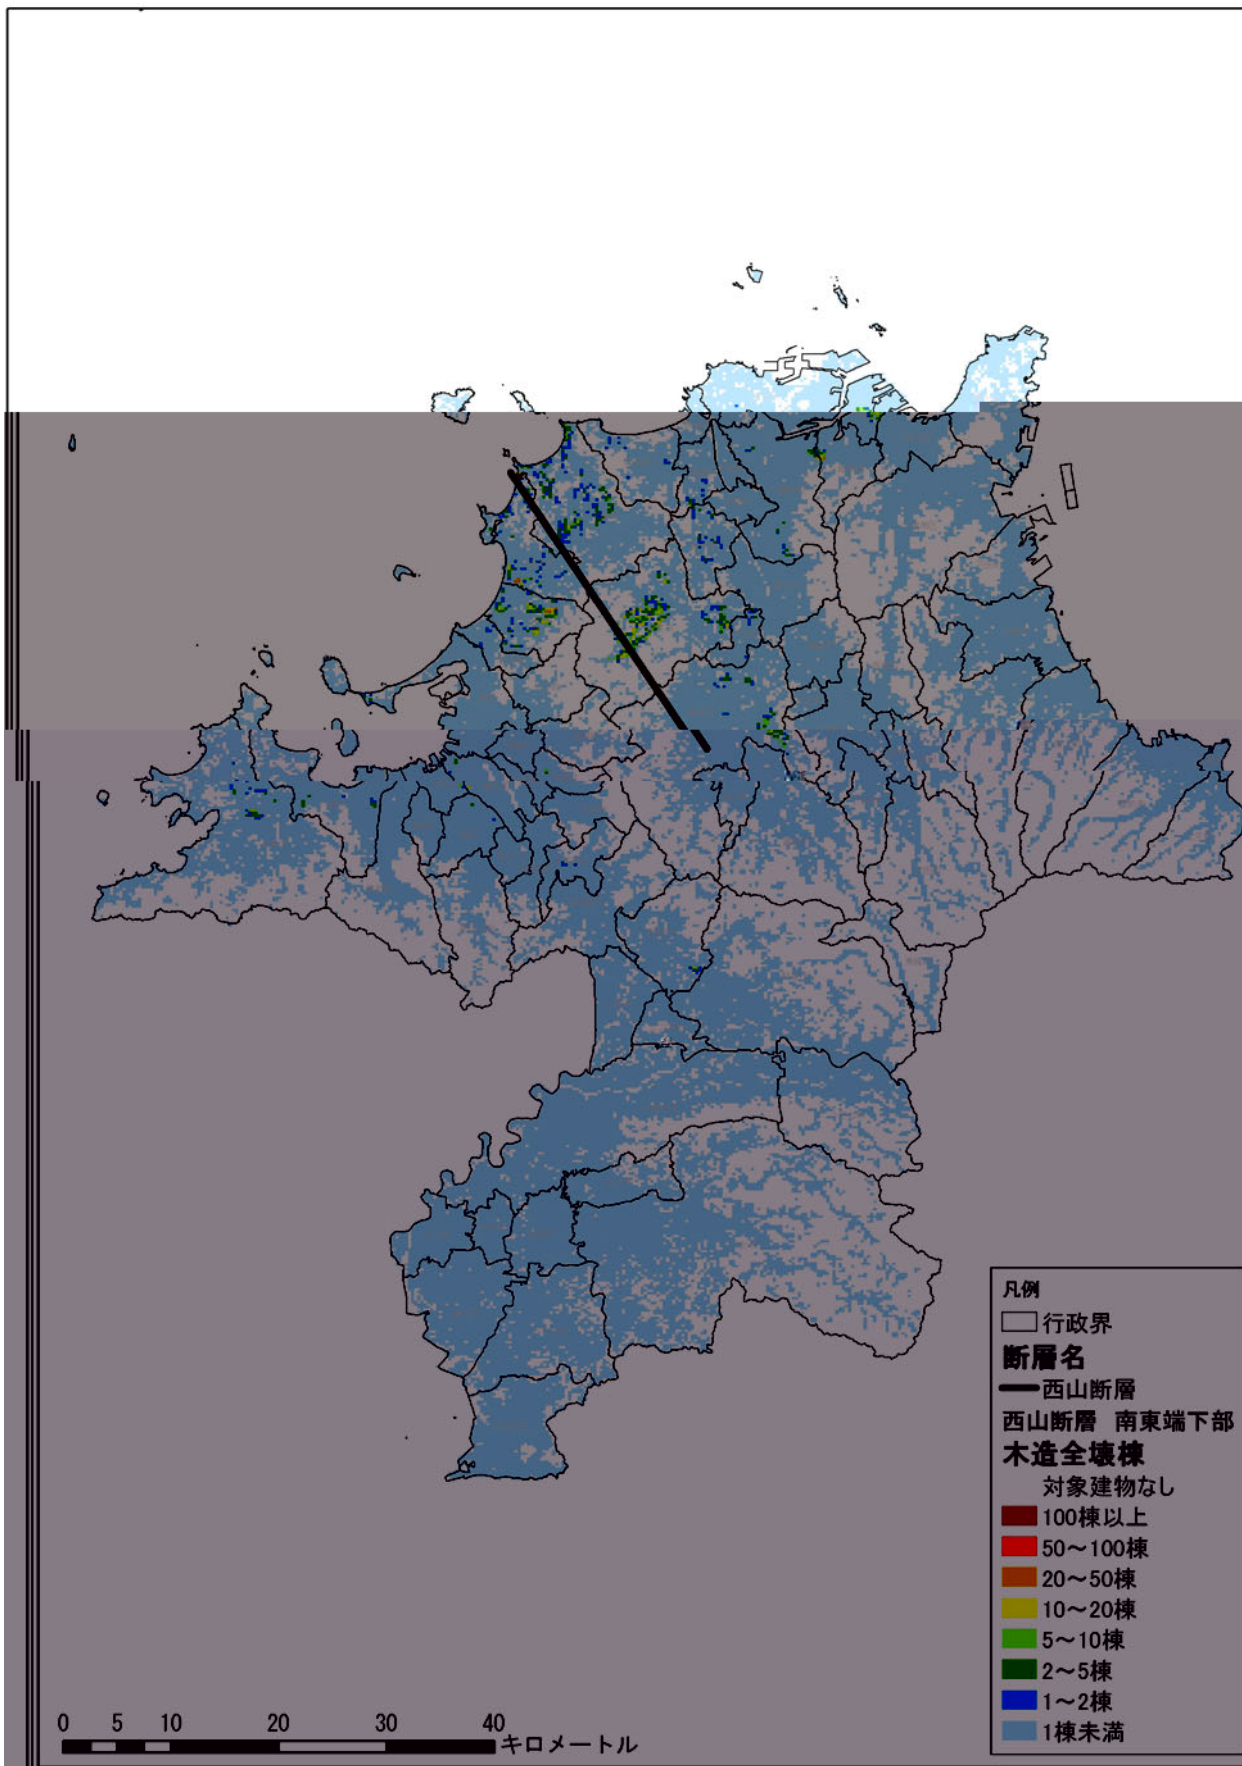 凡例
行政界
断層名
西山断層
西山断層 南東端下部
木造全壊棟
対象建物なし
100棟以上
50～100棟
20～50棟
10～20棟
5～10棟
2～5棟
1～2棟
1棟未満
0 5 10 20 30 40
キロメートル